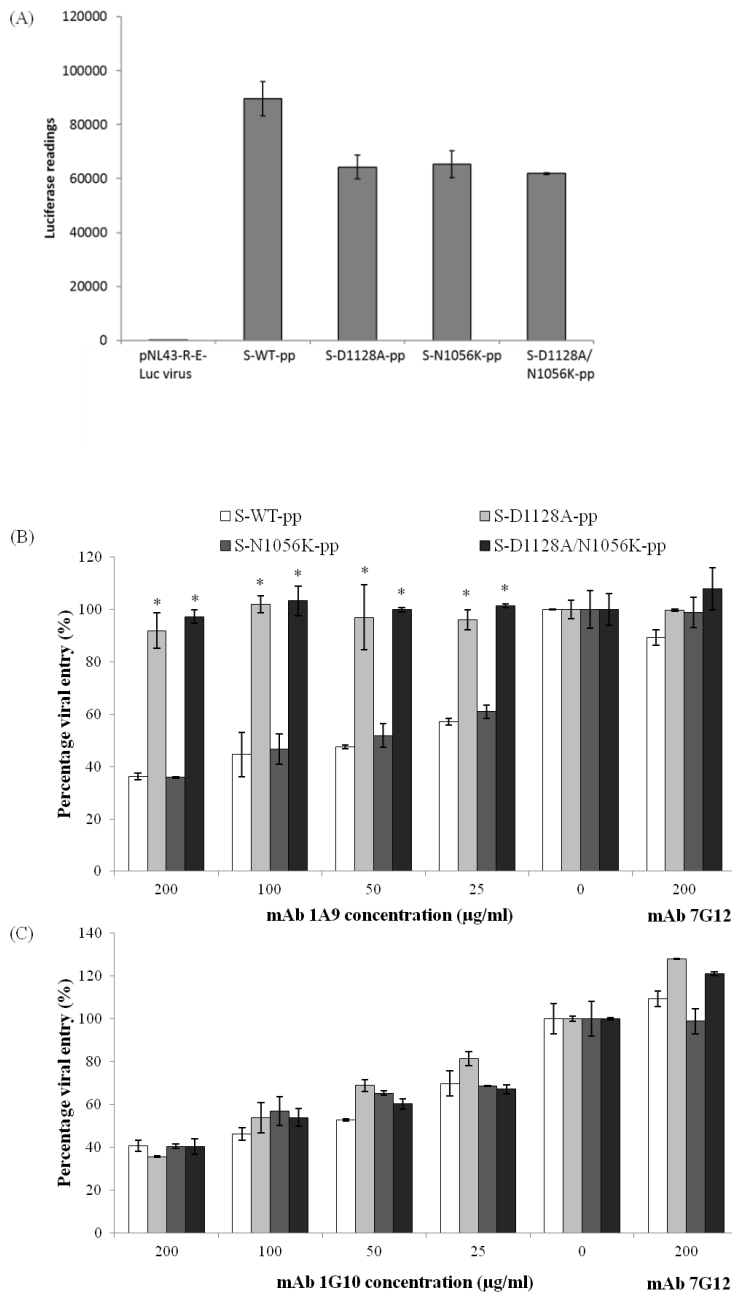 (A)
120000
100000
80000
60000
40000
20000
0
Luciferase readings
pNL43-R-E-
Luc virus
S-WT-pp
S-D1128A-pp
S-N1056K-pp
S-D1128A/
N1056K-pp
(B)
S-WT-pp
S-D1128A-pp
S-N1056K-pp
S-D1128A/N1056K-pp
120
100
80
60
40
20
0
Percentage viral entry (%)
* * * * * * * *
200 100 50 25 0 200
mAb 1A9 concentration (µg/ml) mAb 7G12
(C)
140
120
100
80
60
40
20
0
Percentage viral entry (%)
200 100 50 25 0 200
mAb 1G10 concentration (µg/ml) mAb 7G12